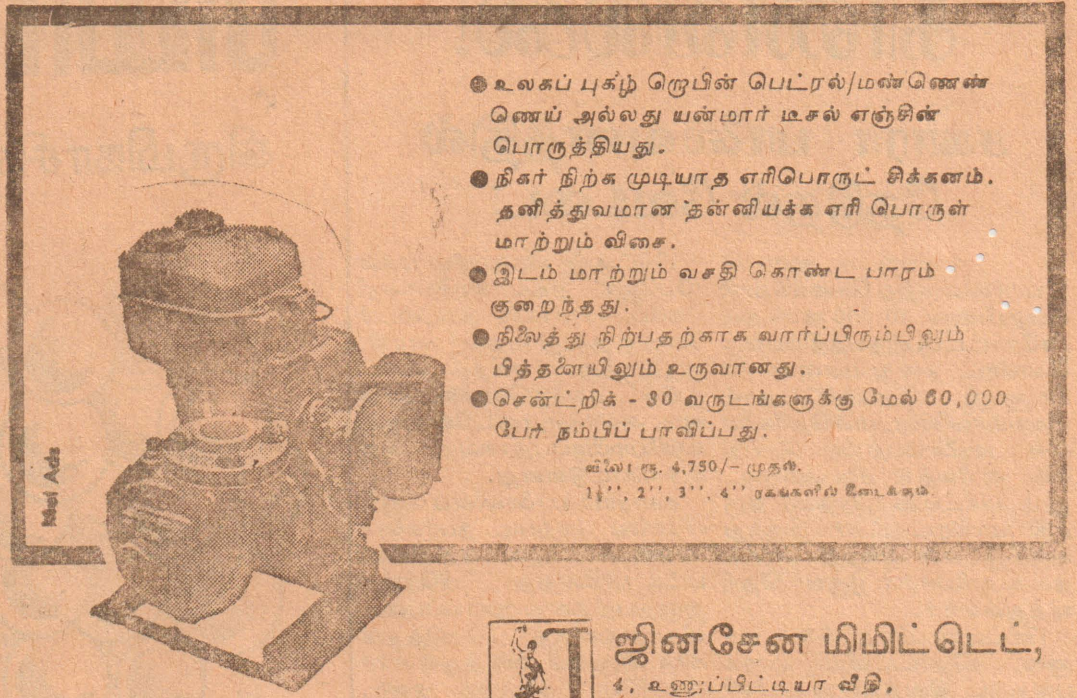 ● உலகப் புகழ் றொபின் பெட்ரல்/மண்ணெண்
ணெய் அல்லது யன்மார் டீசல் எஞ்சின்
பொருத்தியது.
● நிகர் நிற்க முடியாத எரிபொருட் சிக்கனம்.
தனித்துவமான தன்னியக்க எரி பொருள்
மாற்றும் விசை.
● இடம் மாற்றும் வசதி கொண்ட பாரம்
குறைந்தது.
● நிலைத்து நிற்பதற்காக வார்ப்பிரும்பிலும்
பித்தளையிலும் உருவானது.
● சென்ட்றிக் - 30 வருடங்களுக்கு மேல் 60,000
பேர் நம்பிப் பாவிப்பது.
விலை: ரூ. 4,750/- முதல்.
1½'', 2'', 3'', 4'' ரகங்களில் கிடைக்கும்.
Ads
ஜினசேன மிமிட்டெட்,
4, உணுப்பிட்டியா வீதி,